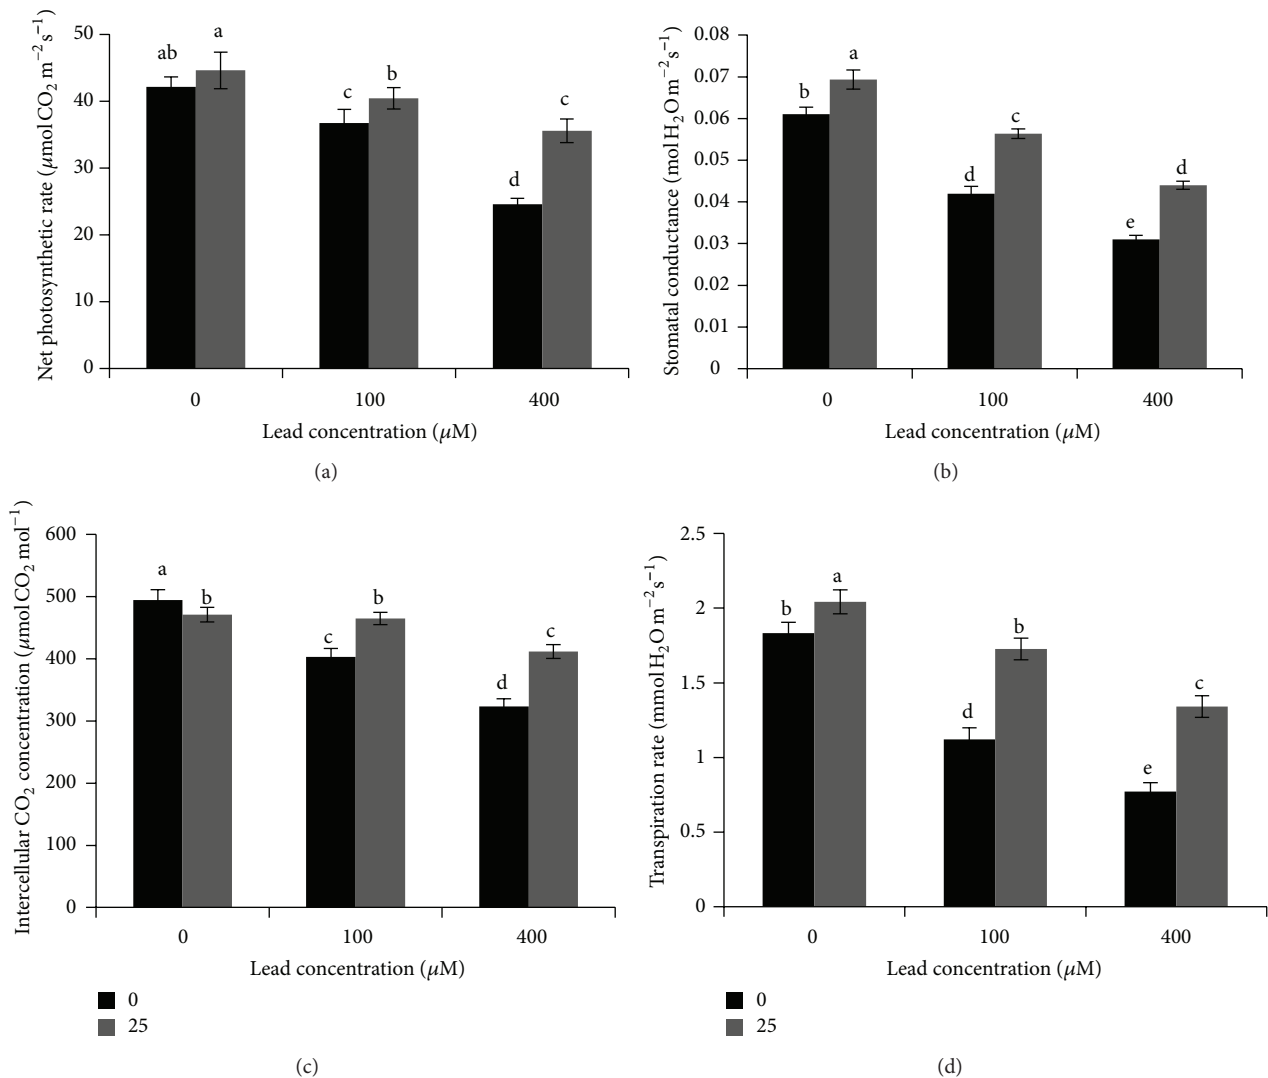 Net photosynthetic rate (μmol CO₂ m⁻² s⁻¹)
50
40
30
20
10
0
ab
a
c
b
d
c
0
100
400
Lead concentration (μM)
(a)
Stomatal conductance (mol H₂O m⁻² s⁻¹)
0.08
0.07
0.06
0.05
0.04
0.03
0.02
0.01
0
b
a
d
c
e
d
0
100
400
Lead concentration (μM)
(b)
Intercellular CO₂ concentration (μmol CO₂ mol⁻¹)
600
500
400
300
200
100
0
a
b
c
b
d
c
0
100
400
Lead concentration (μM)
0
25
(c)
Transpiration rate (mmol H₂O m⁻² s⁻¹)
2.5
2
1.5
1
0.5
0
b
a
d
b
e
c
0
100
400
Lead concentration (μM)
0
25
(d)